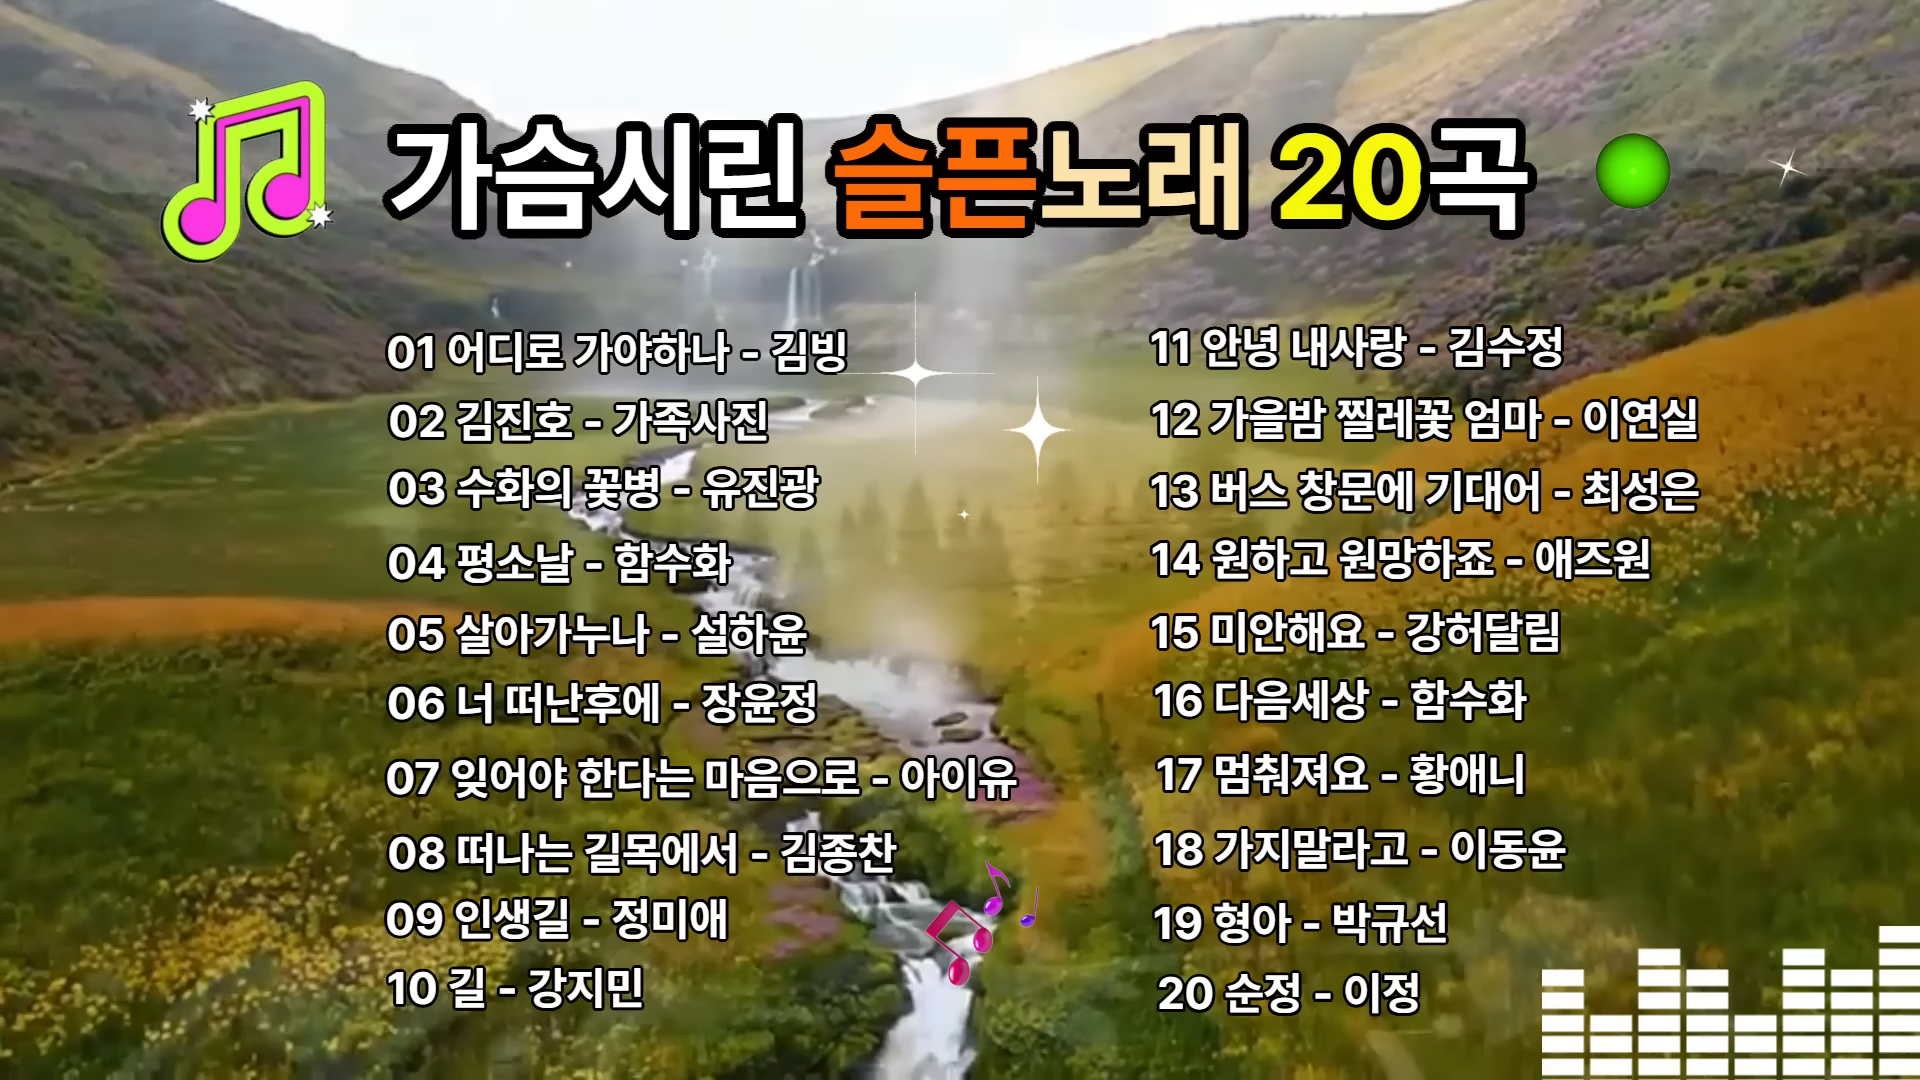 가슴시린 슬픈노래 20곡
01 어디로 가야하나 - 김빙
02 김진호 - 가족사진
03 수화의 꽃병 - 유진광
04 평소날 - 함수화
05 살아가누나 - 설하윤
06 너 떠난후에 - 장윤정
07 잊어야 한다는 마음으로 - 아이유
08 떠나는 길목에서 - 김종찬
09 인생길 - 정미애
10 길 - 강지민
11 안녕 내사랑 - 김수정
12 가을밤 찔레꽃 엄마 - 이연실
13 버스 창문에 기대어 - 최성은
14 원하고 원망하죠 - 애즈원
15 미안해요 - 강허달림
16 다음세상 - 함수화
17 멈춰져요 - 황애니
18 가지말라고 - 이동윤
19 형아 - 박규선
20 순정 - 이정